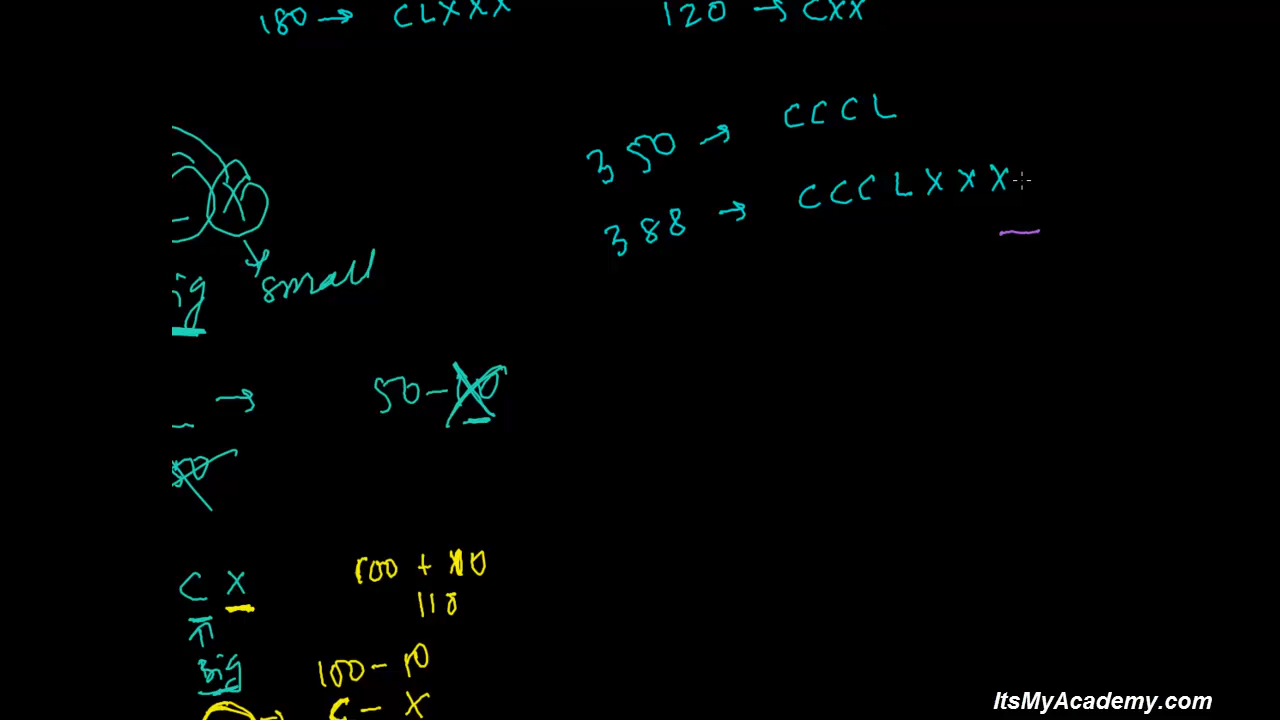 180 → CLXXX
120 → CXX
350 → CCCL
388 → CCCLXXX
small
50 -
C X
100 + 10
110
Big
100 - 10
C - X
ItsMyAcademy.com